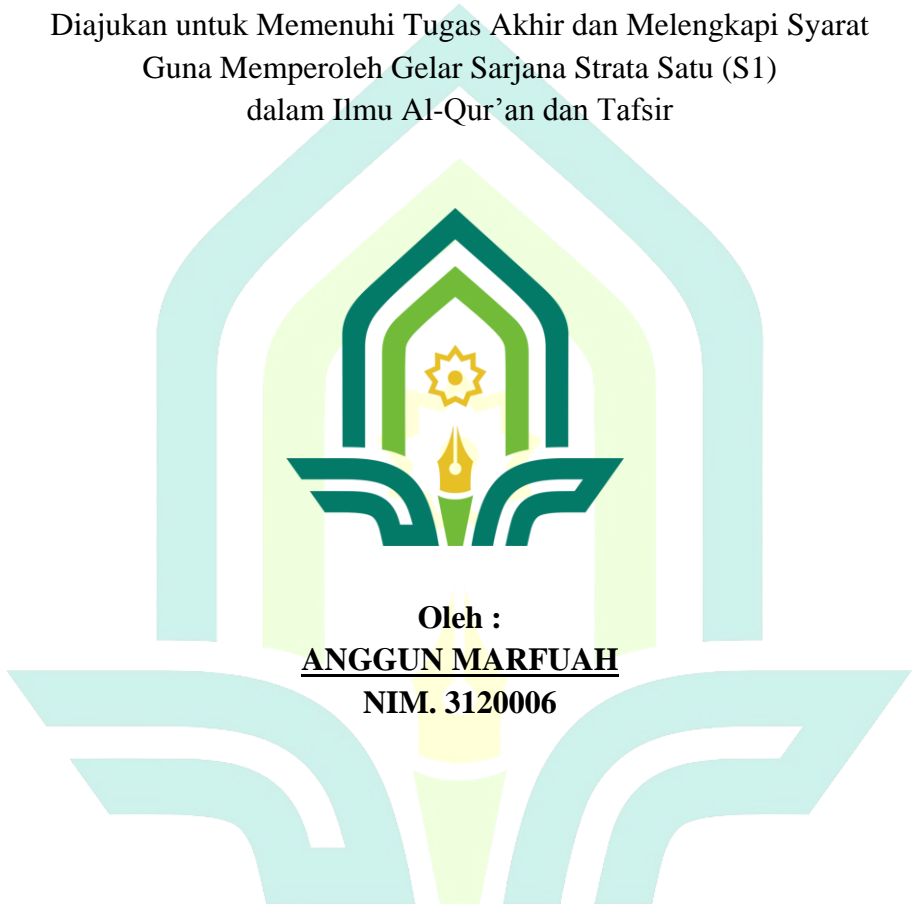 Diajukan untuk Memenuhi Tugas Akhir dan Melengkapi Syarat
Guna Memperoleh Gelar Sarjana Strata Satu (S1)
dalam Ilmu Al-Qur’an dan Tafsir
Oleh :
ANGGUN MARFUAH
NIM. 3120006